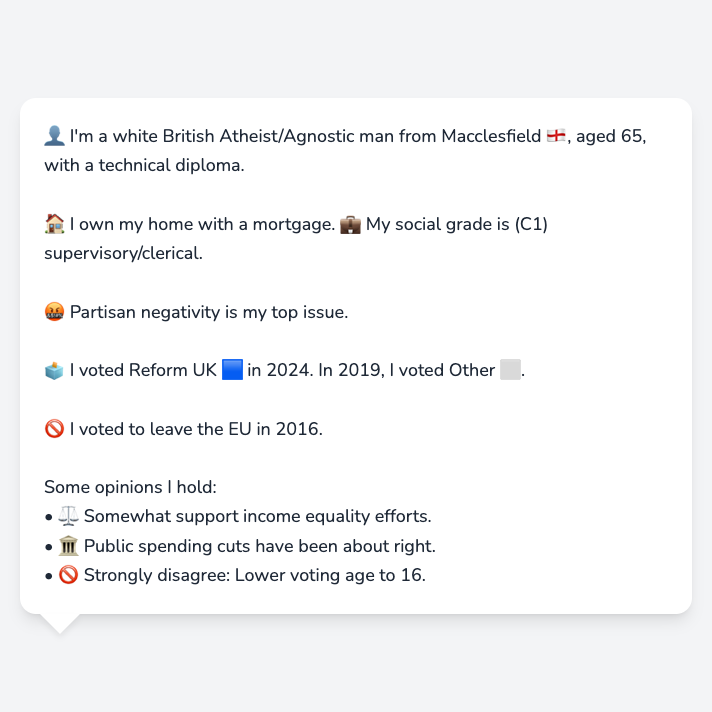 👤 I'm a white British Atheist/Agnostic man from Macclesfield 🏴󠁧󠁢󠁥󠁮󠁧󠁿, aged 65,
with a technical diploma.
🏠 I own my home with a mortgage. 💼 My social grade is (C1)
supervisory/clerical.
🤬 Partisan negativity is my top issue.
🗳️ I voted Reform UK 🟦 in 2024. In 2019, I voted Other ⬜.
🚫 I voted to leave the EU in 2016.
Some opinions I hold:
• ⚖️ Somewhat support income equality efforts.
• 🏛️ Public spending cuts have been about right.
• 🚫 Strongly disagree: Lower voting age to 16.